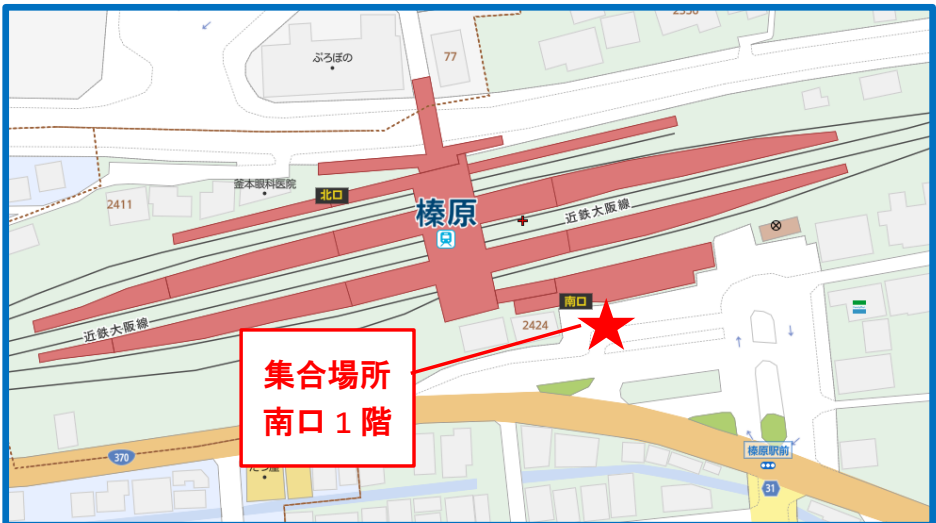 2530
ぷろぽの
77
釜本眼科医院
北口
2411
榛原
近鉄大阪線
南口
近鉄大阪線
2424
集合場所
南口１階
370
榛原駅前
31